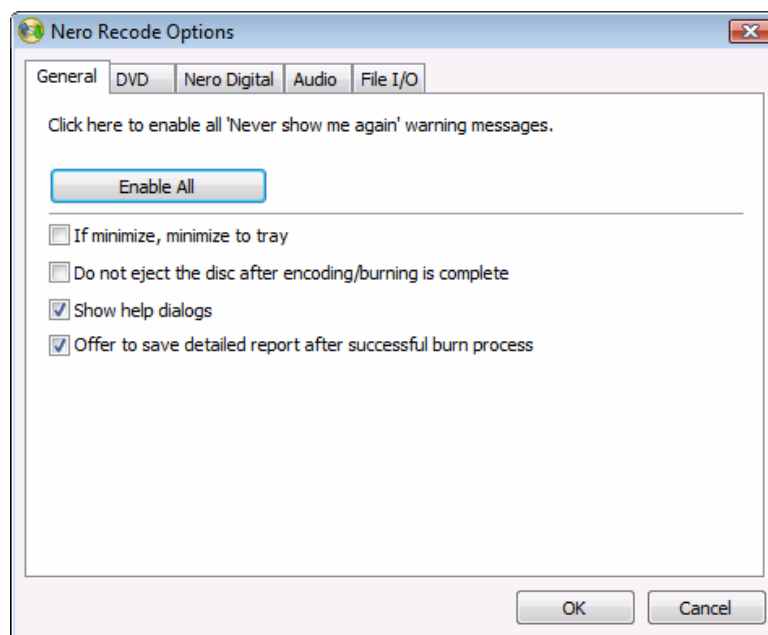 Nero Recode Options
General DVD Nero Digital Audio File I/O
Click here to enable all 'Never show me again' warning messages.
Enable All
If minimize, minimize to tray
Do not eject the disc after encoding/burning is complete
Show help dialogs
Offer to save detailed report after successful burn process
OK Cancel